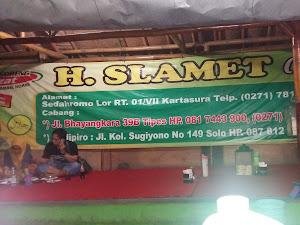 H. SLAMET
Alamat :
Sedahromo Lor RT. 01/VII Kartasura Telp. (0271) 781
Cabang :
*) Jl. Bhayangkara 39B Tipes HP. 081 7443 900, (0271)
: Jl. Kol. Sugiyono No 149 Solo HP. 087 812